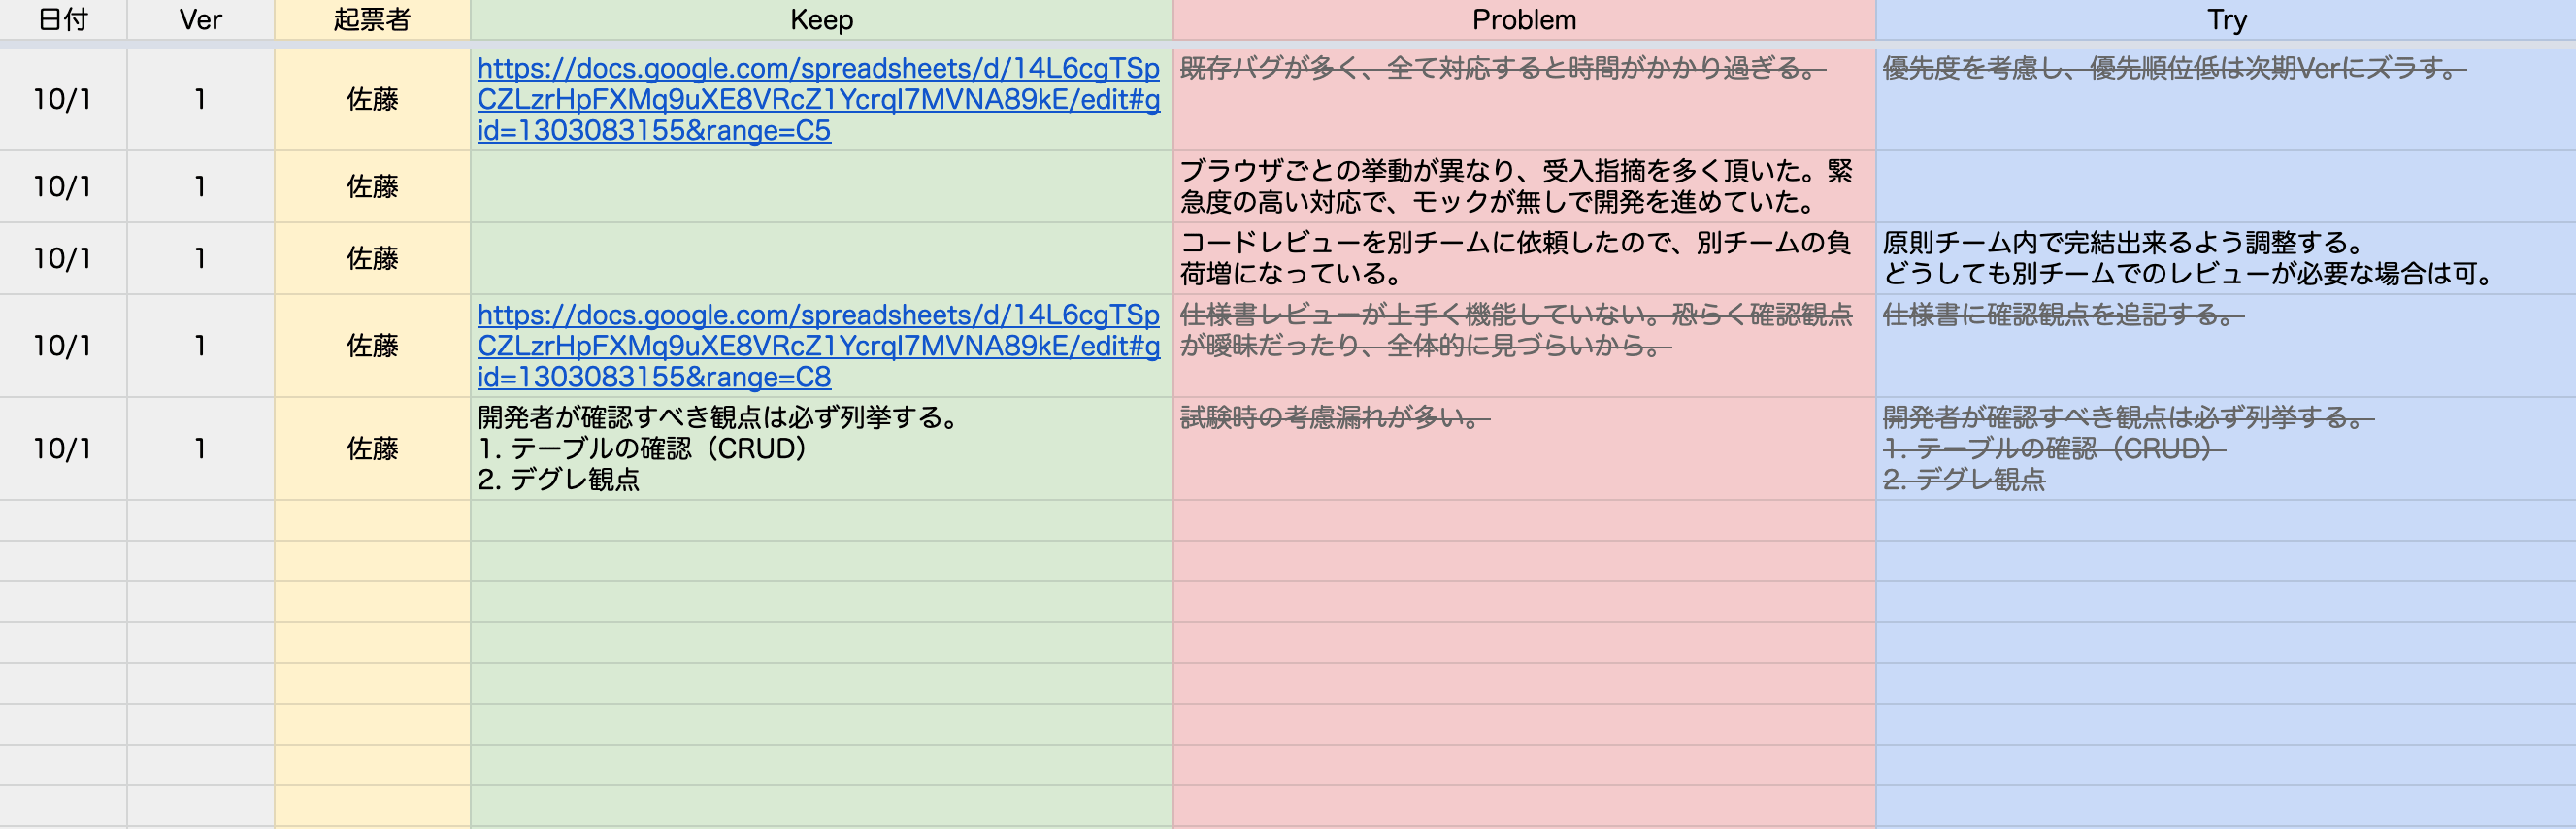 日付 Ver 起票者 Keep Problem Try
10/1 1 佐藤
https://docs.google.com/spreadsheets/d/14L6cgTSp
CZLzrHpFXMq9uXE8VRcZ1YcrqI7MVNA89kE/edit#g
id=1303083155&range=C5
既存バグが多く、全て対応すると時間がかかり過ぎる。
優先度を考慮し、優先順位低は次期Verにズラす。
10/1 1 佐藤
ブラウザごとの挙動が異なり、受入指摘を多く頂いた。緊
急度の高い対応で、モックが無しで開発を進めていた。
10/1 1 佐藤
コードレビューを別チームに依頼したので、別チームの負
荷増になっている。
原則チーム内で完結出来るよう調整する。
どうしても別チームでのレビューが必要な場合は可。
10/1 1 佐藤
https://docs.google.com/spreadsheets/d/14L6cgTSp
CZLzrHpFXMq9uXE8VRcZ1YcrqI7MVNA89kE/edit#g
id=1303083155&range=C8
仕様書レビューが上手く機能していない。恐らく確認観点
が曖昧だったり、全体的に見づらいから。
仕様書に確認観点を追記する。
10/1 1 佐藤
開発者が確認すべき観点は必ず列挙する。
1. テーブルの確認（CRUD）
2. デグレ観点
試験時の考慮漏れが多い。
開発者が確認すべき観点は必ず列挙する。
1. テーブルの確認（CRUD）
2. デグレ観点